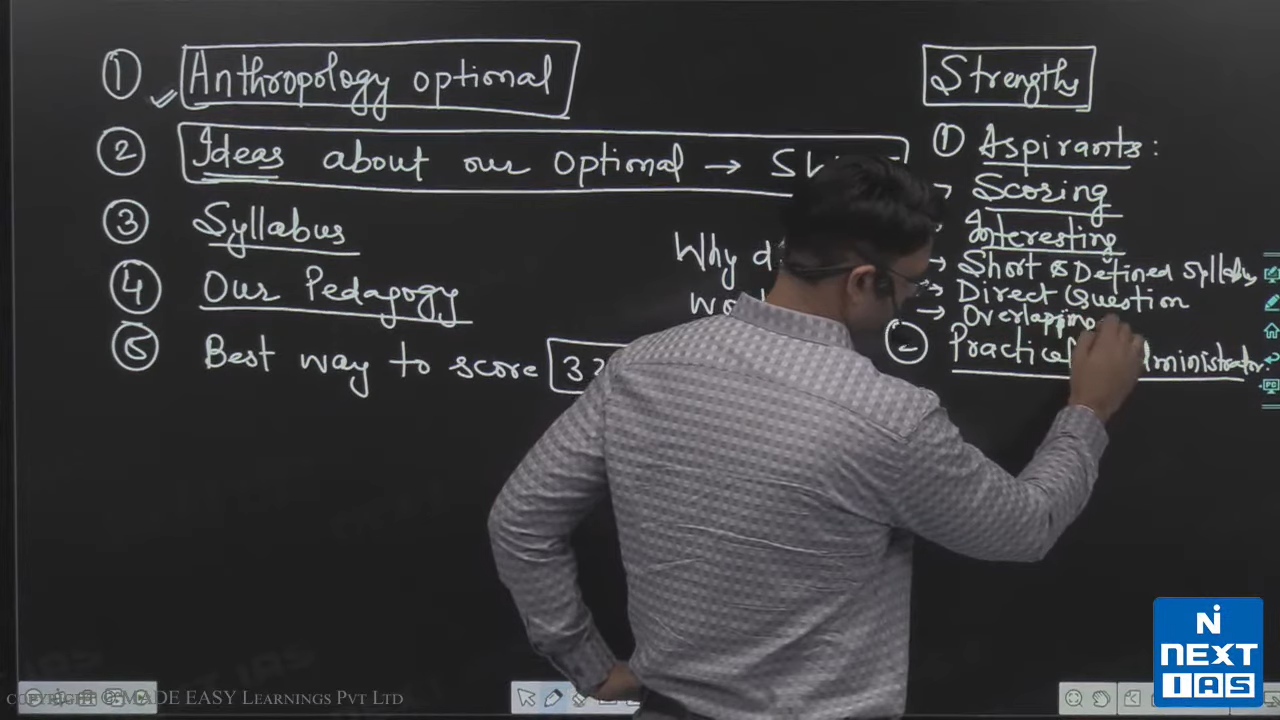 ① Anthropology optional
② Ideas about our Optional →
③ Syllabus
④ Our Pedagogy
⑤ Best way to score
Why
Strengths
① Aspirants:
→ Scoring
→ Interesting
→ Short & Defined Syllabus
→ Direct Question
→ Overlapping
② Practical
COPYRIGHT © MADE EASY Learnings Pvt Ltd
NEXT
IAS